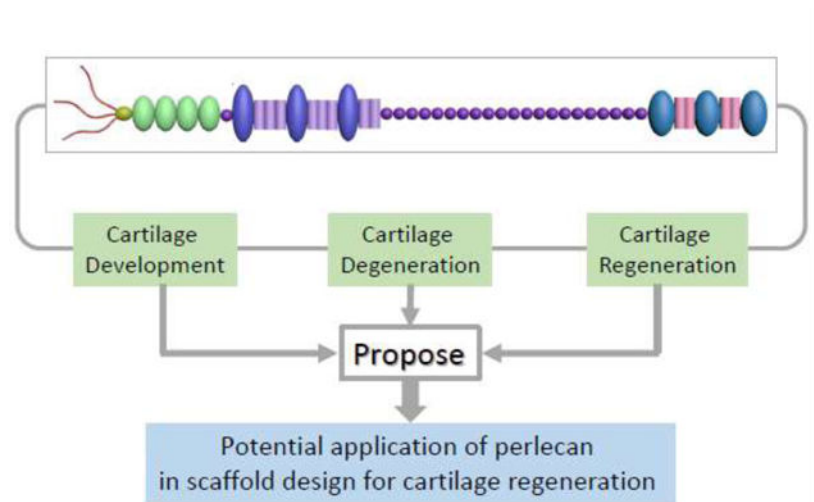 Cartilage
Development
Cartilage
Degeneration
Cartilage
Regeneration
Propose
Potential application of perlecan
in scaffold design for cartilage regeneration